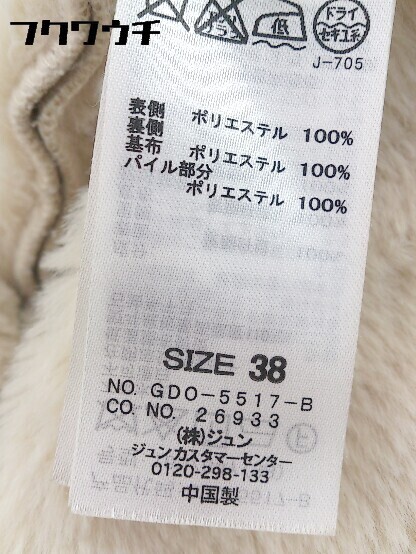 フクワウチ
低
ドライ
セキユ系
J-705
表側 ポリエステル 100%
裏側
基布 ポリエステル 100%
パイル部分
ポリエステル 100%
SIZE 38
NO. GDO-5517-B
CO. NO. 26933
(株)ジュン
ジュンカスタマーセンター
0120-298-133
中国製